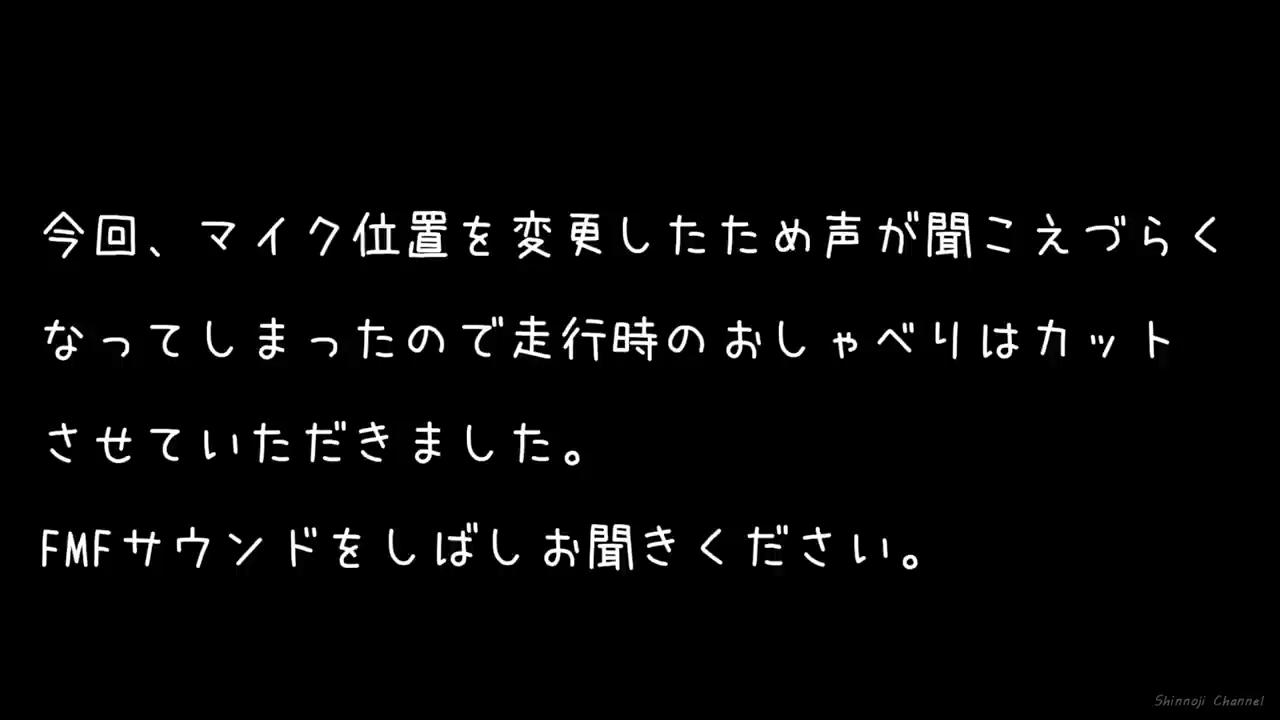 今回、マイク位置を変更したため声が聞こえづらく
なってしまったので走行時のおしゃべりはカット
させていただきました。
FMFサウンドをしばしお聞きください。
Shinnoji Channel